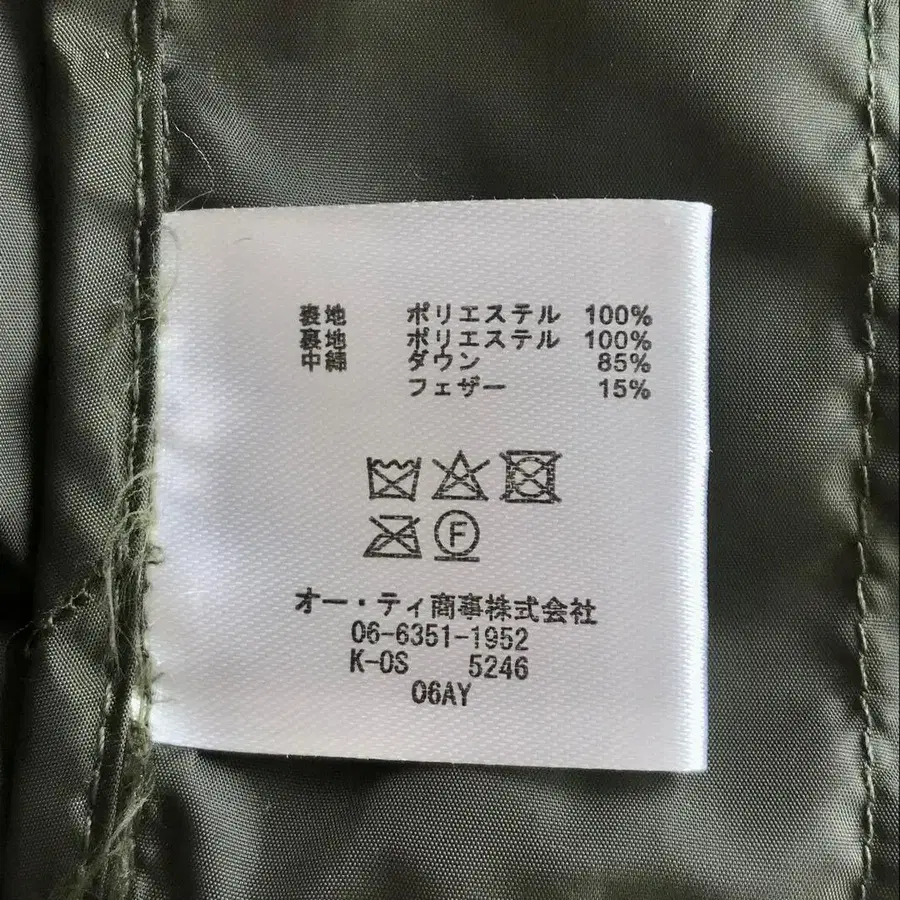 表地 ポリエステル 100%
裏地 ポリエステル 100%
中綿 ダウン 85%
フェザー 15%
F
オー・ティ商事株式会社
06-6351-1952
K-OS 5246
06AY